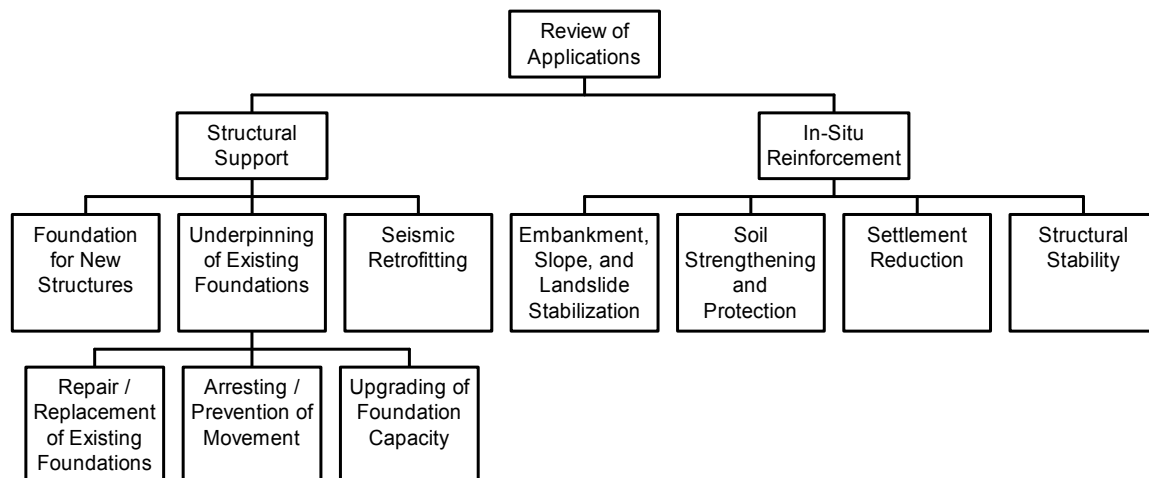 Review of
Applications
Structural
Support
In-Situ
Reinforcement
Foundation
for New
Structures
Underpinning
of Existing
Foundations
Seismic
Retrofitting
Embankment,
Slope, and
Landslide
Stabilization
Soil
Strengthening
and
Protection
Settlement
Reduction
Structural
Stability
Repair /
Replacement
of Existing
Foundations
Arresting /
Prevention of
Movement
Upgrading of
Foundation
Capacity